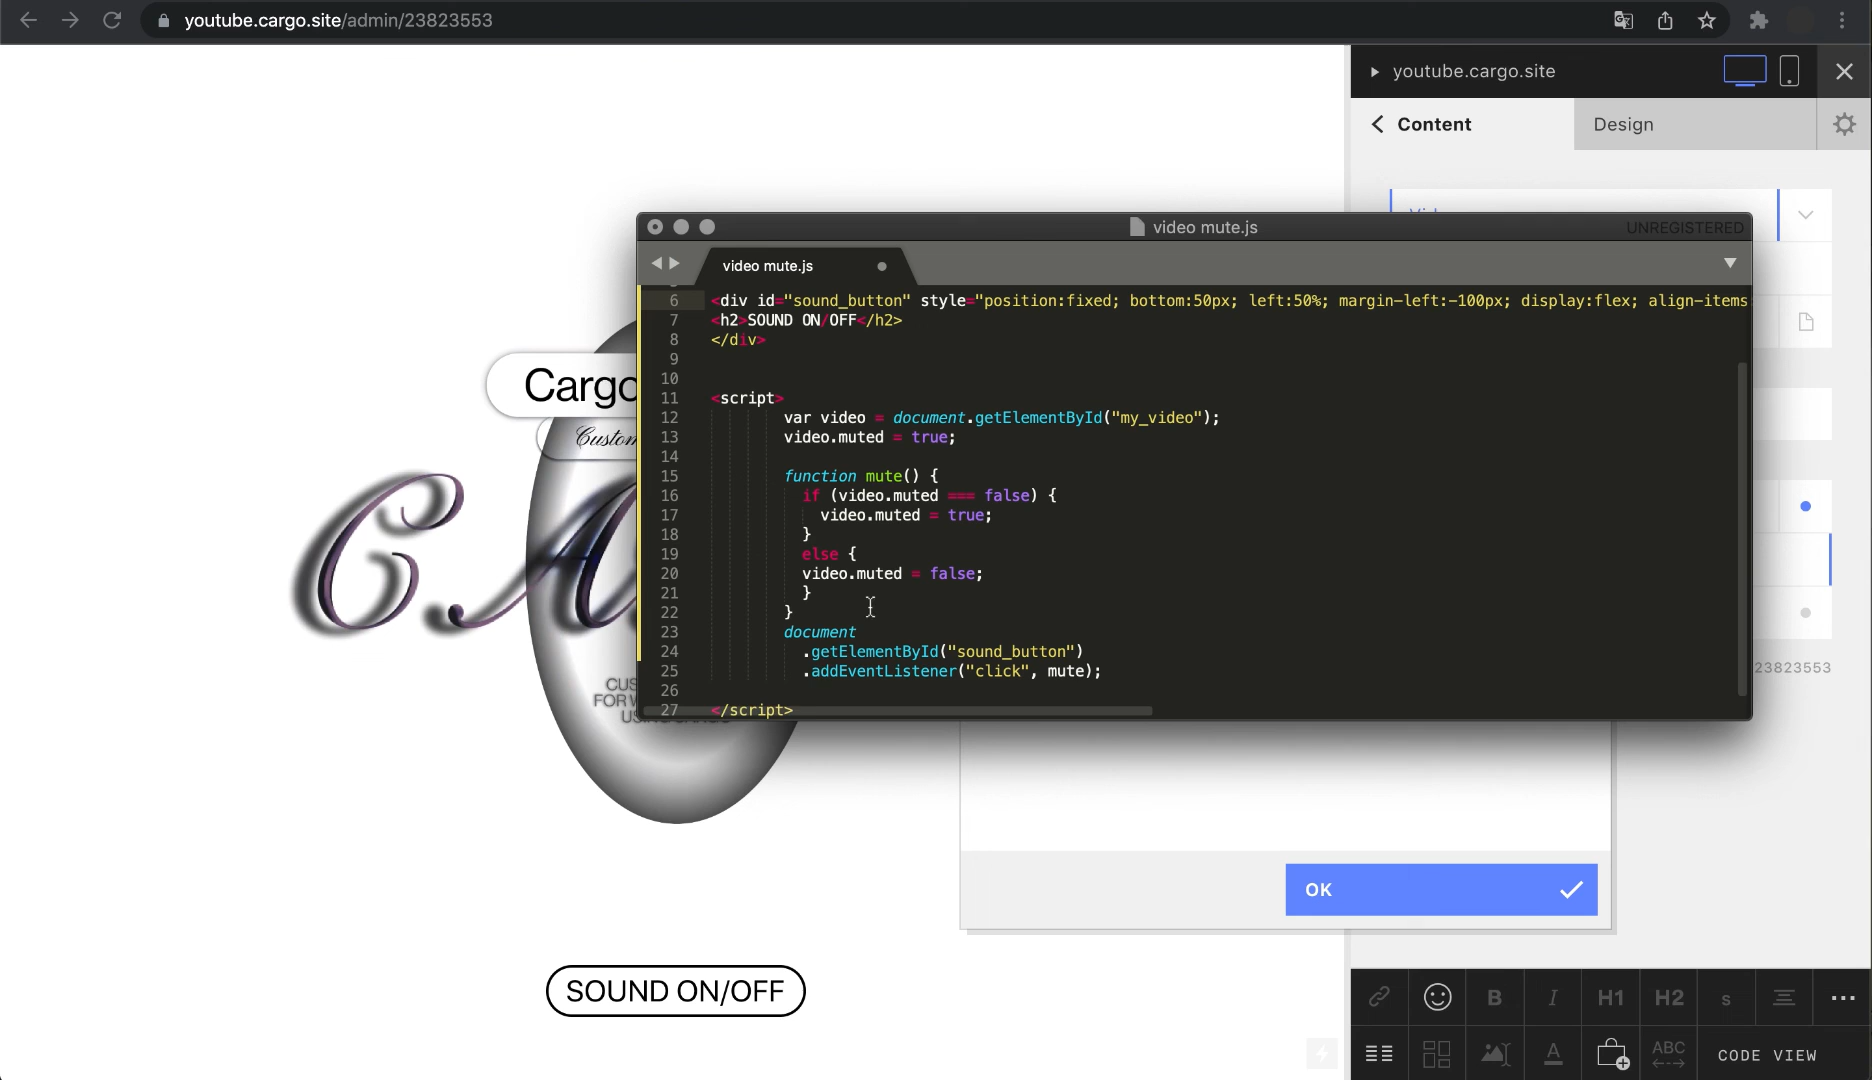 youtube.cargo.site/admin/23823553
youtube.cargo.site
Content
Design
video mute.js
UNREGISTERED
video mute.js
6 <div id="sound_button" style="position:fixed; bottom:50px; left:50%; margin-left:-100px; display:flex; align-items:
7 <h2>SOUND ON/OFF</h2>
8 </div>
9
10
11 <script>
12 var video = document.getElementById("my_video");
13 video.muted = true;
14
15 function mute() {
16 if (video.muted === false) {
17 video.muted = true;
18 }
19 else {
20 video.muted = false;
21 }
22 }
23 document
24 .getElementById("sound_button")
25 .addEventListener("click", mute);
26
27 </script>
Cargo
Custom
CA
CUS
FOR W
23823553
OK
SOUND ON/OFF
B I H1 H2 s ...
A ABC CODE VIEW